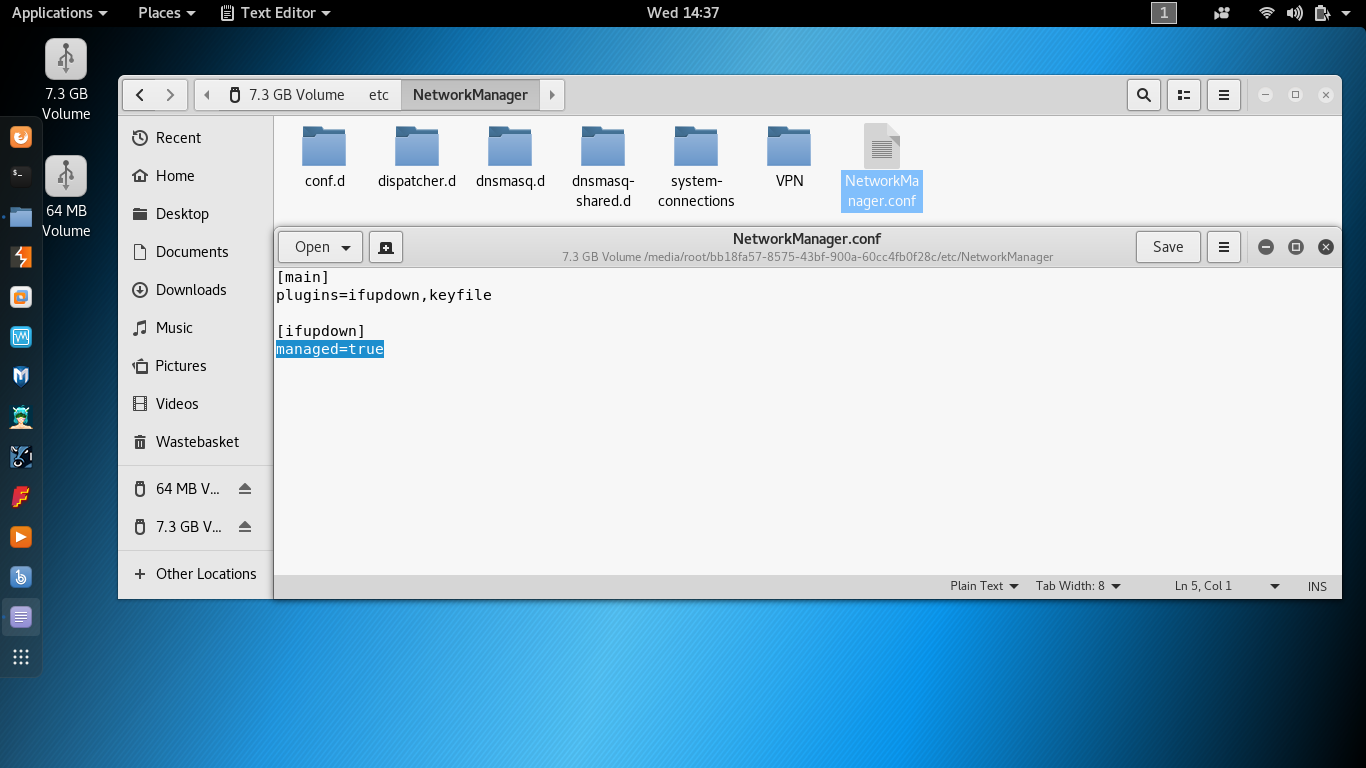 Applications Places Text Editor Wed 14:37 1
7.3 GB
Volume
64 MB
Volume
7.3 GB Volume etc NetworkManager
Recent
Home
Desktop
Documents
Downloads
Music
Pictures
Videos
Wastebasket
64 MB V...
7.3 GB V...
Other Locations
conf.d
dispatcher.d
dnsmasq.d
dnsmasq-
shared.d
system-
connections
VPN
NetworkMa
nager.conf
Open
NetworkManager.conf
7.3 GB Volume /media/root/bb18fa57-8575-43bf-900a-60cc4fb0f28c/etc/NetworkManager
Save
[main]
plugins=ifupdown,keyfile
[ifupdown]
managed=true
Plain Text Tab Width: 8 Ln 5, Col 1 INS